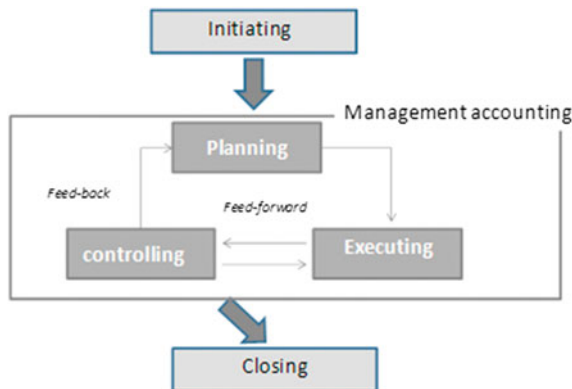 Initiating
Management accounting
Planning
Feed-back
Feed-forward
controlling
Executing
Closing